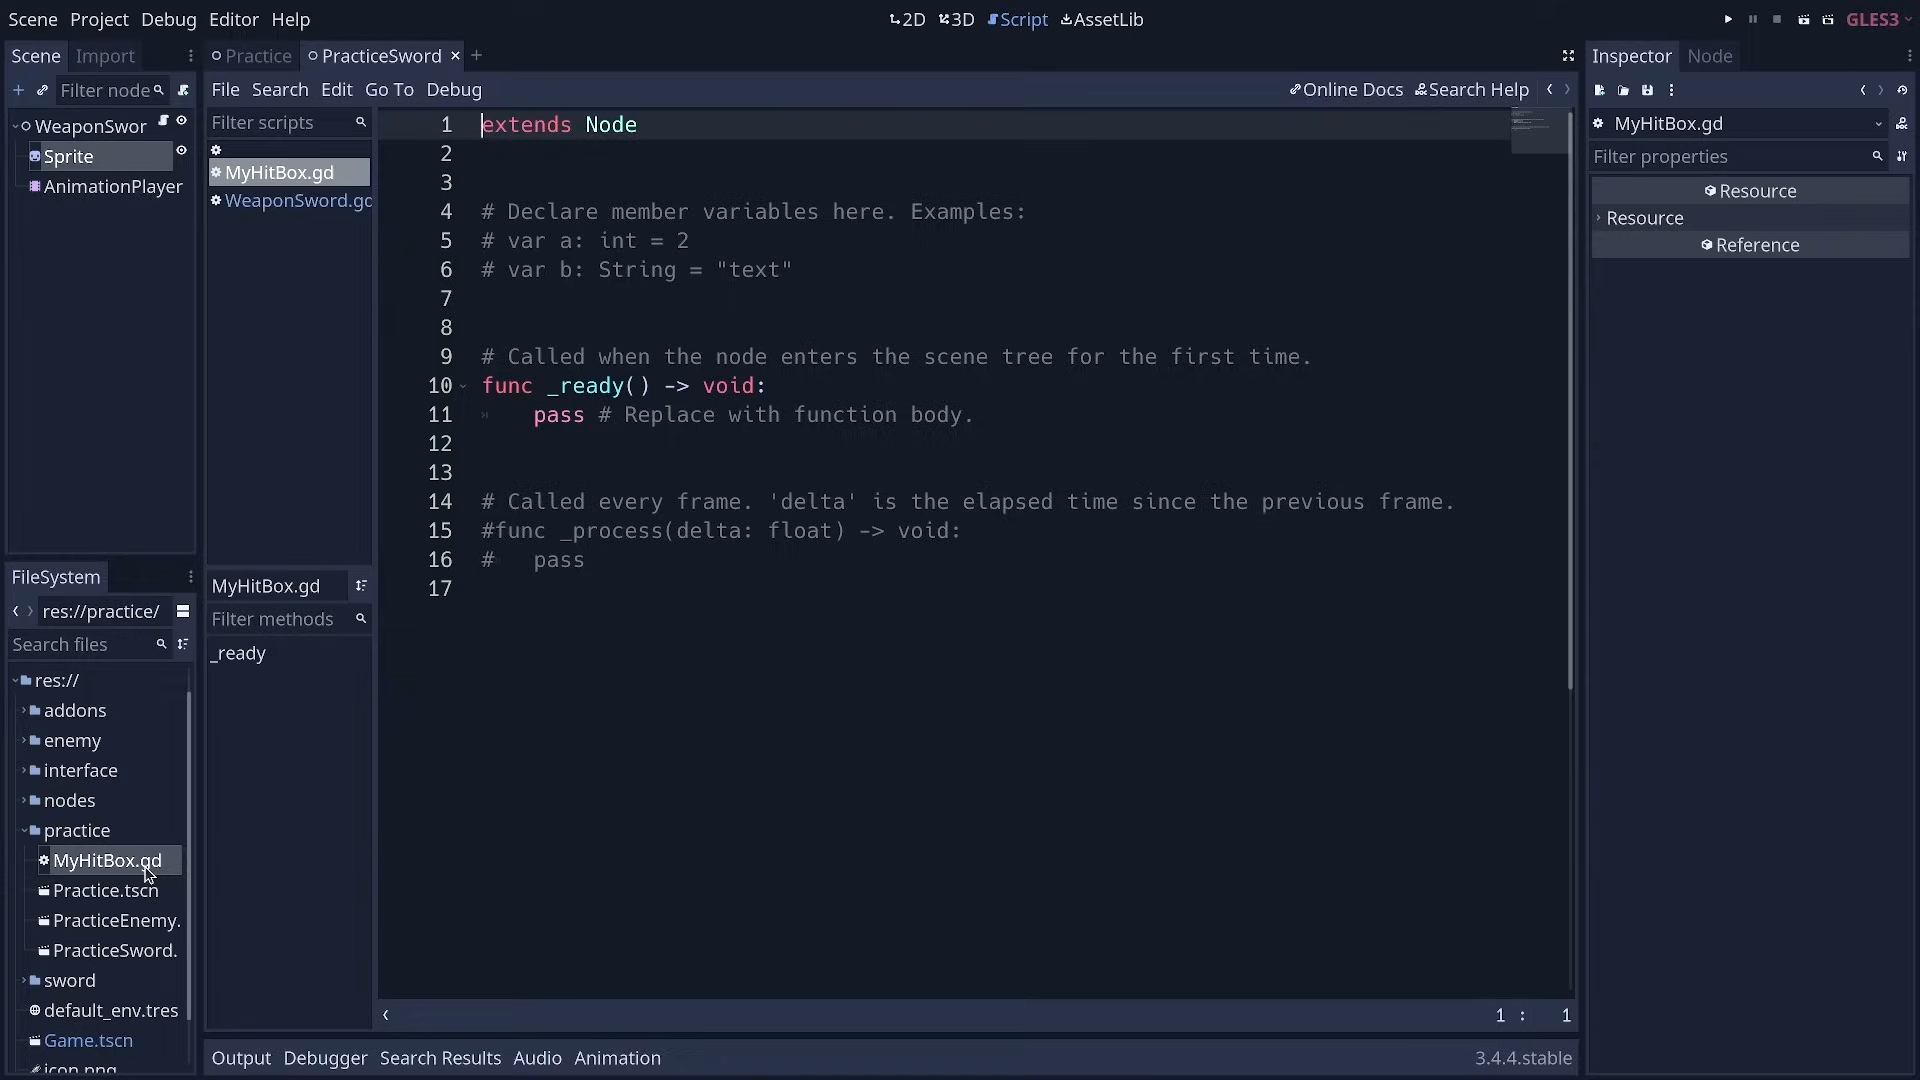 Scene Project Debug Editor Help
2D 3D Script AssetLib
GLES3
Scene Import
Practice PracticeSword
Inspector Node
Filter node
File Search Edit Go To Debug
Online Docs Search Help
WeaponSwor
Sprite
AnimationPlayer
Filter scripts
MyHitBox.gd
WeaponSword.gd
1 extends Node
2
3
4 # Declare member variables here. Examples:
5 # var a: int = 2
6 # var b: String = "text"
7
8
9 # Called when the node enters the scene tree for the first time.
10 func _ready() -> void:
11 pass # Replace with function body.
12
13
14 # Called every frame. 'delta' is the elapsed time since the previous frame.
15 #func _process(delta: float) -> void:
16 # pass
17
MyHitBox.gd
Filter properties
Resource
Resource
Reference
MyHitBox.gd
Filter methods
_ready
FileSystem
res://practice/
Search files
res://
addons
enemy
interface
nodes
practice
MyHitBox.gd
Practice.tscn
PracticeEnemy.
PracticeSword.
sword
default_env.tres
Game.tscn
icon.png
1 : 1
Output Debugger Search Results Audio Animation
3.4.4.stable